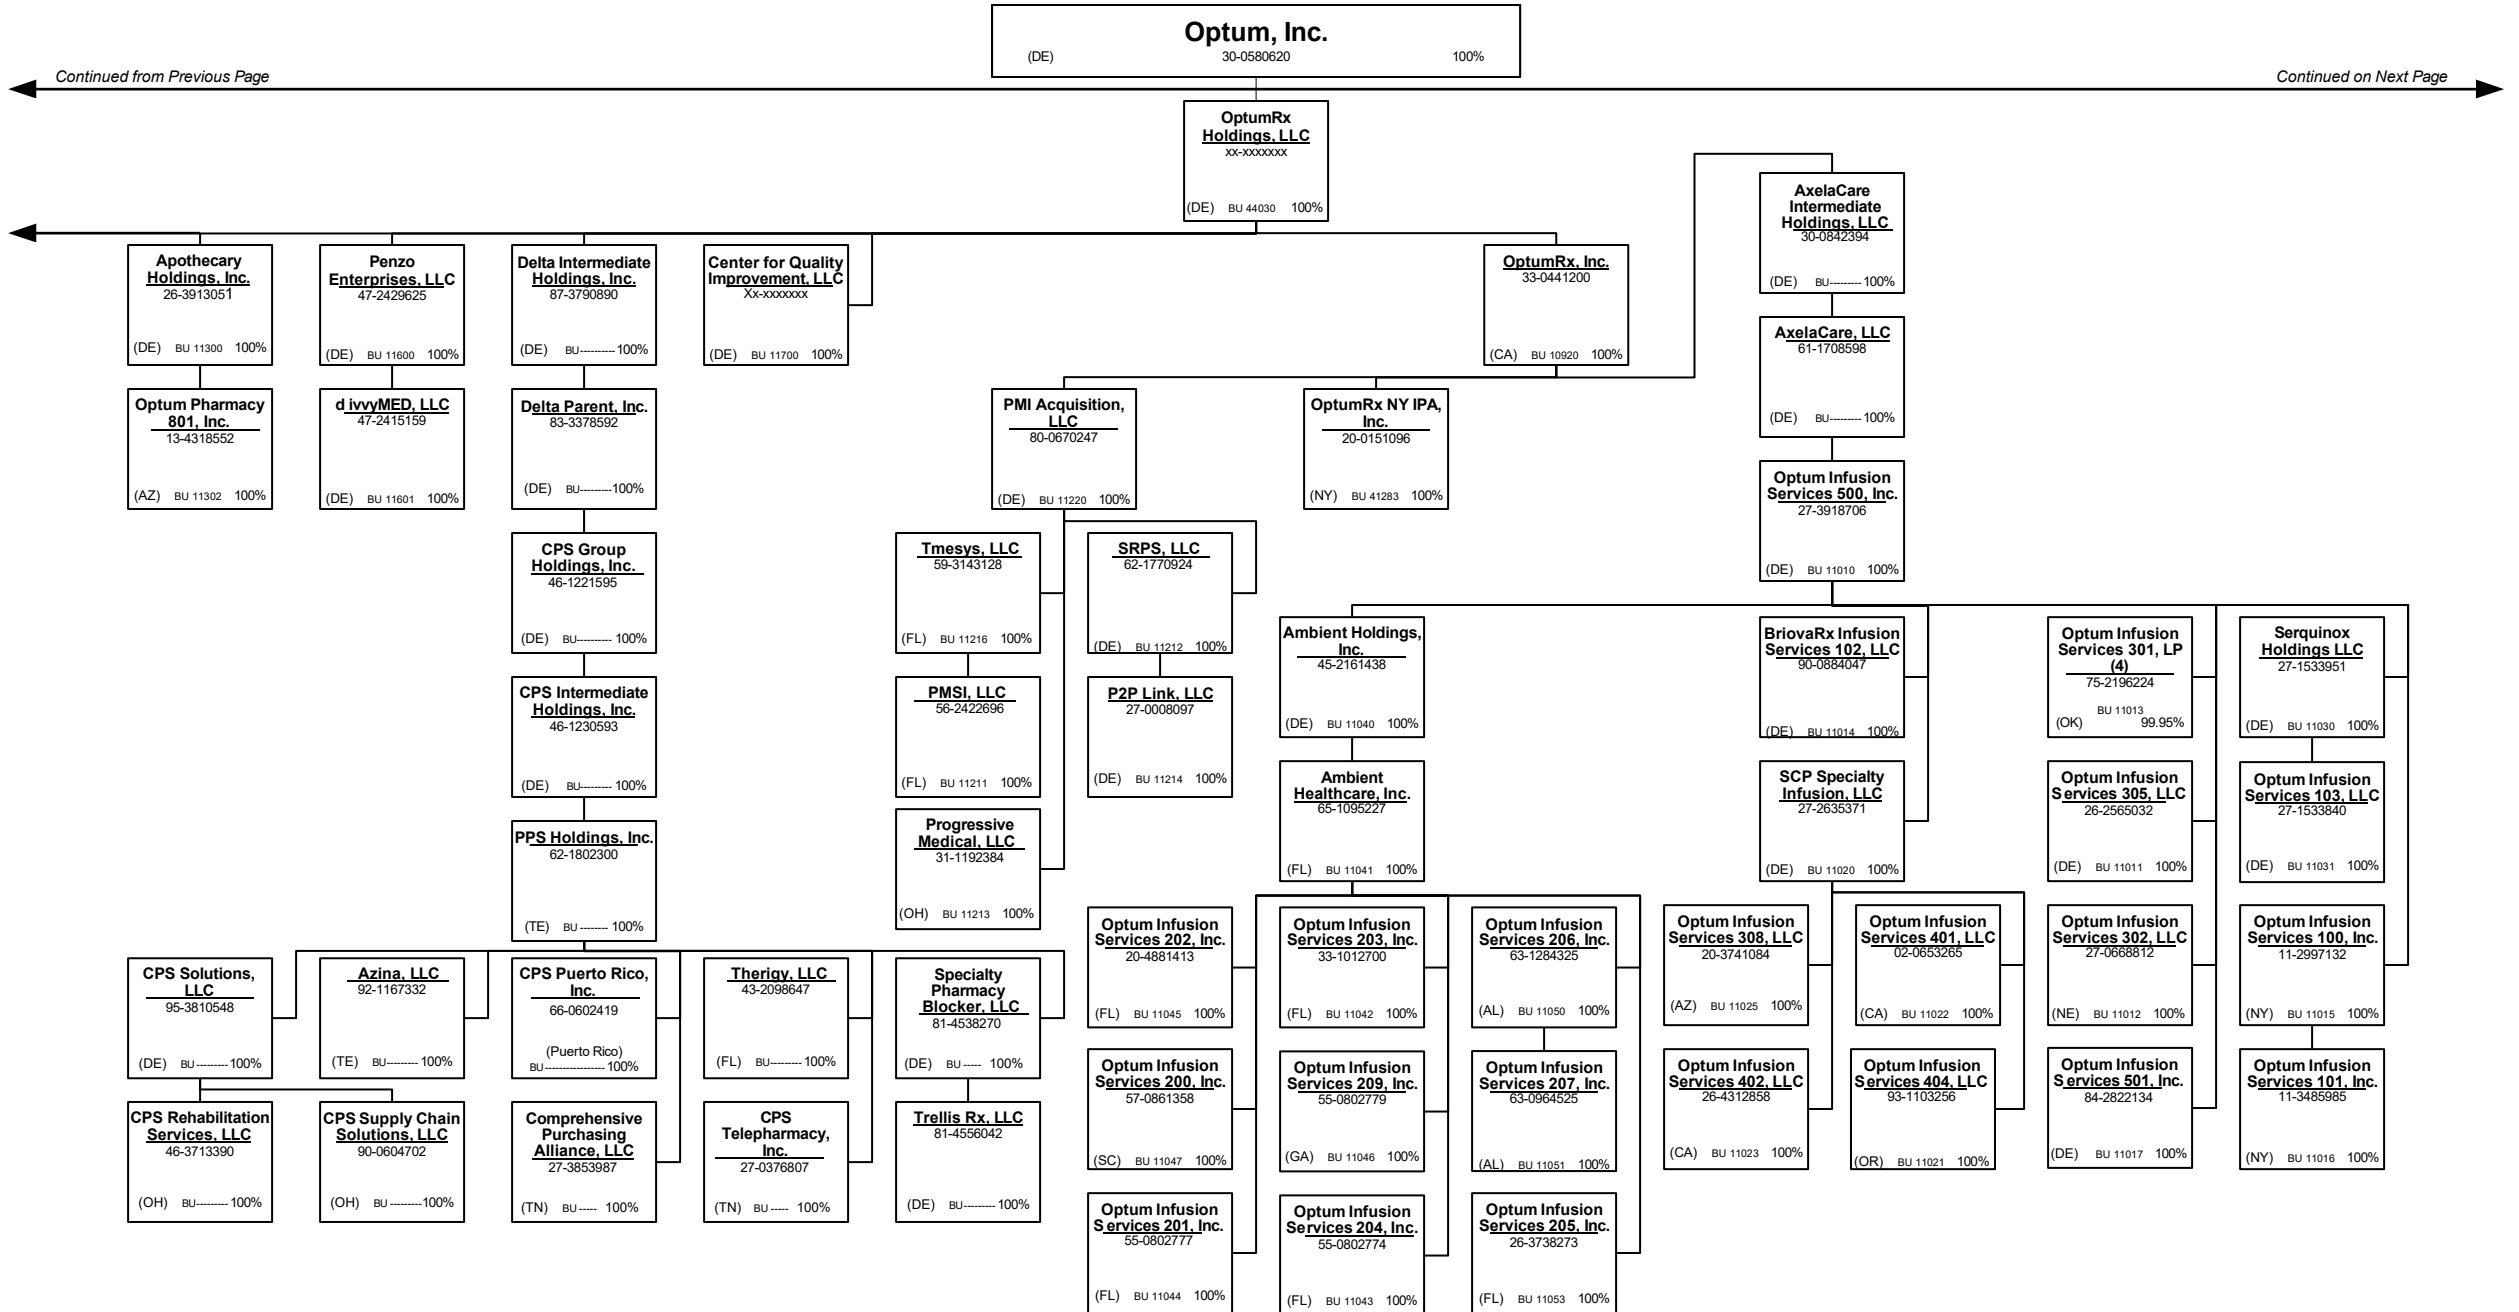 Optum, Inc.
(DE) 30-0580620 100%
Continued from Previous Page
Continued on Next Page
OptumRx
Holdings, LLC
xx-xxxxxxx
(DE) BU 44030 100%
AxelaCare
Intermediate
Holdings, LLC
30-0842394
(DE) BU--------- 100%
Apothecary
Holdings, Inc.
26-3913051
(DE) BU 11300 100%
Penzo
Enterprises, LLC
47-2429625
(DE) BU 11600 100%
Delta Intermediate
Holdings, Inc.
87-3790890
(DE) BU---------- 100%
Center for Quality
Improvement, LLC
Xx-xxxxxxx
(DE) BU 11700 100%
OptumRx, Inc.
33-0441200
(CA) BU 10920 100%
AxelaCare, LLC
61-1708598
(DE) BU--------- 100%
Optum Pharmacy
801, Inc.
13-4318552
(AZ) BU 11302 100%
d ivvyMED, LLC
47-2415159
(DE) BU 11601 100%
Delta Parent, Inc.
83-3378592
(DE) BU---------100%
PMI Acquisition,
LLC
80-0670247
(DE) BU 11220 100%
OptumRx NY IPA,
Inc.
20-0151096
(NY) BU 41283 100%
Optum Infusion
Services 500, Inc.
27-3918706
(DE) BU 11010 100%
CPS Group
Holdings, Inc.
46-1221595
(DE) BU---------- 100%
Tmesys, LLC
59-3143128
(FL) BU 11216 100%
SRPS, LLC
62-1770924
(DE) BU 11212 100%
Ambient Holdings,
Inc.
45-2161438
(DE) BU 11040 100%
BriovaRx Infusion
Services 102, LLC
90-0884047
(DE) BU 11014 100%
Optum Infusion
Services 301, LP
(4)
75-2196224
BU 11013
(OK) 99.95%
Serquinox
Holdings LLC
27-1533951
(DE) BU 11030 100%
CPS Intermediate
Holdings, Inc.
46-1230593
(DE) BU--------- 100%
PMSI, LLC
56-2422696
(FL) BU 11211 100%
P2P Link, LLC
27-0008097
(DE) BU 11214 100%
Ambient
Healthcare, Inc.
65-1095227
(FL) BU 11041 100%
SCP Specialty
Infusion, LLC
27-2635371
(DE) BU 11020 100%
Optum Infusion
S ervices 305, LLC
26-2565032
(DE) BU 11011 100%
Optum Infusion
Services 103, LLC
27-1533840
(DE) BU 11031 100%
PPS Holdings, Inc.
62-1802300
(TE) BU -------- 100%
Progressive
Medical, LLC
31-1192384
(OH) BU 11213 100%
Optum Infusion
Services 202, Inc.
20-4881413
(FL) BU 11045 100%
Optum Infusion
Services 203, Inc.
33-1012700
(FL) BU 11042 100%
Optum Infusion
Services 206, Inc.
63-1284325
(AL) BU 11050 100%
Optum Infusion
Services 308, LLC
20-3741084
(AZ) BU 11025 100%
Optum Infusion
Services 401, LLC
02-0653265
(CA) BU 11022 100%
Optum Infusion
Services 302, LLC
27-0668812
(NE) BU 11012 100%
Optum Infusion
Services 100, Inc.
11-2997132
(NY) BU 11015 100%
CPS Solutions,
LLC
95-3810548
(DE) BU--------- 100%
Azina, LLC
92-1167332
(TE) BU--------- 100%
CPS Puerto Rico,
Inc.
66-0602419
(Puerto Rico)
BU----------------- 100%
Therigy, LLC
43-2098647
(FL) BU--------- 100%
Specialty
Pharmacy
Blocker, LLC
81-4538270
(DE) BU ----- 100%
Optum Infusion
Services 200, Inc.
57-0861358
(SC) BU 11047 100%
Optum Infusion
Services 209, Inc.
55-0802779
(GA) BU 11046 100%
Optum Infusion
Services 207, Inc.
63-0964525
(AL) BU 11051 100%
Optum Infusion
Services 402, LLC
26-4312858
(CA) BU 11023 100%
Optum Infusion
S ervices 404, LLC
93-1103256
(OR) BU 11021 100%
Optum Infusion
S ervices 501, Inc.
84-2822134
(DE) BU 11017 100%
Optum Infusion
Services 101, Inc.
11-3485985
(NY) BU 11016 100%
CPS Rehabilitation
Services, LLC
46-3713390
(OH) BU--------- 100%
CPS Supply Chain
Solutions, LLC
90-0604702
(OH) BU ---------100%
Comprehensive
Purchasing
Alliance, LLC
27-3853987
(TN) BU ----- 100%
CPS
Telepharmacy,
Inc.
27-0376807
(TN) BU ----- 100%
Trellis Rx, LLC
81-4556042
(DE) BU--------- 100%
Optum Infusion
S ervices 201, Inc.
55-0802777
(FL) BU 11044 100%
Optum Infusion
Services 204, Inc.
55-0802774
(FL) BU 11043 100%
Optum Infusion
Services 205, Inc.
26-3738273
(FL) BU 11053 100%